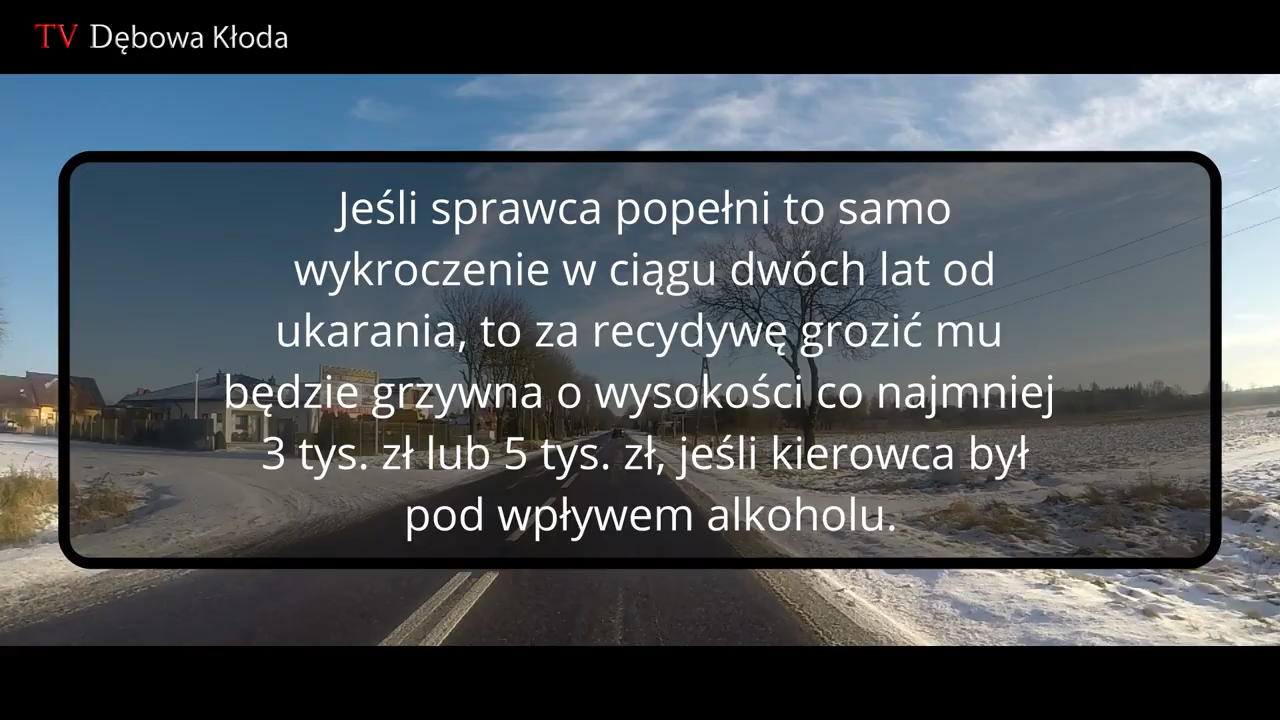 TV Dębowa Kłoda
Jeśli sprawca popełni to samo
wykroczenie w ciągu dwóch lat od
ukarania, to za recydywę grozić mu
będzie grzywna o wysokości co najmniej
3 tys. zł lub 5 tys. zł, jeśli kierowca był
pod wpływem alkoholu.